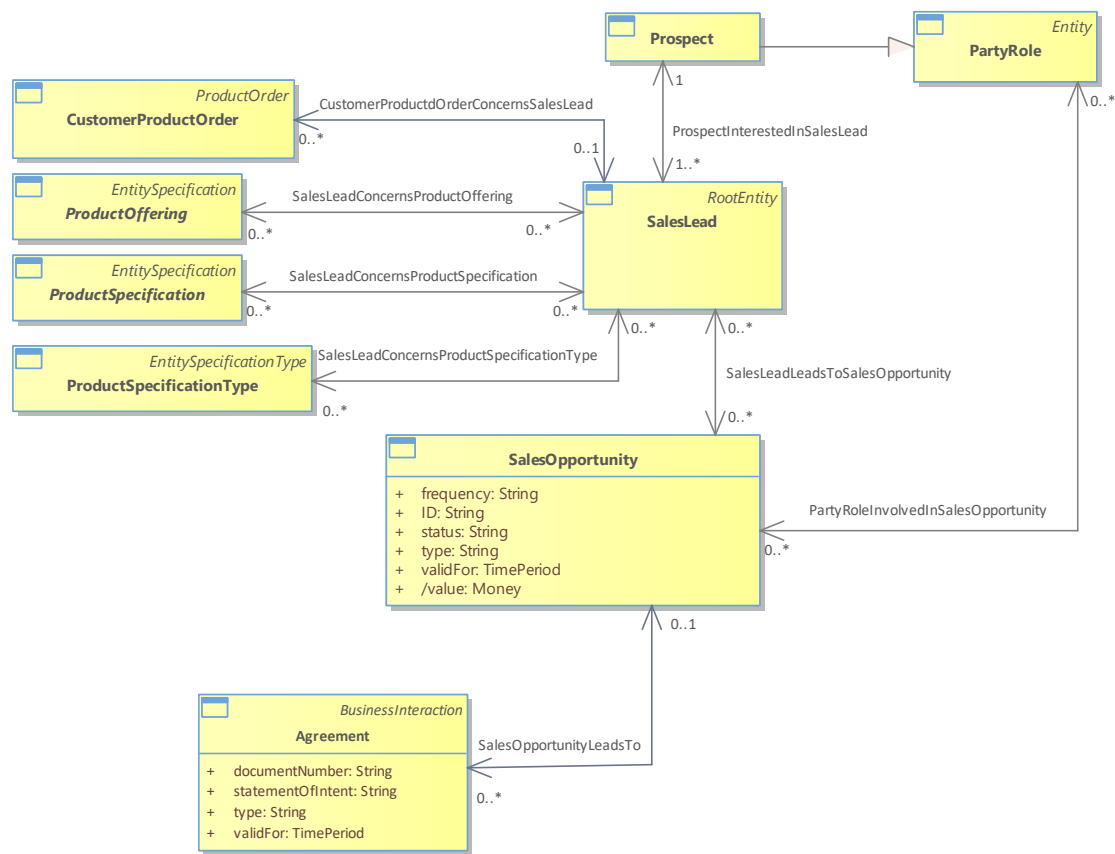 Prospect
Entity
PartyRole
0..*
1
ProspectInterestedInSalesLead
1..*
ProductOrder
CustomerProductOrder
CustomerProductdOrderConcernsSalesLead
0..*
0..1
EntitySpecification
ProductOffering
SalesLeadConcernsProductOffering
0..*
0..*
RootEntity
SalesLead
EntitySpecification
ProductSpecification
SalesLeadConcernsProductSpecification
0..*
0..*
EntitySpecificationType
ProductSpecificationType
SalesLeadConcernsProductSpecificationType
0..*
0..*
0..*
SalesLeadLeadsToSalesOpportunity
0..*
SalesOpportunity
+ frequency: String
+ ID: String
+ status: String
+ type: String
+ validFor: TimePeriod
+ /value: Money
PartyRoleInvolvedInSalesOpportunity
0..*
0..1
BusinessInteraction
Agreement
+ documentNumber: String
+ statementOfIntent: String
+ type: String
+ validFor: TimePeriod
SalesOpportunityLeadsTo
0..*